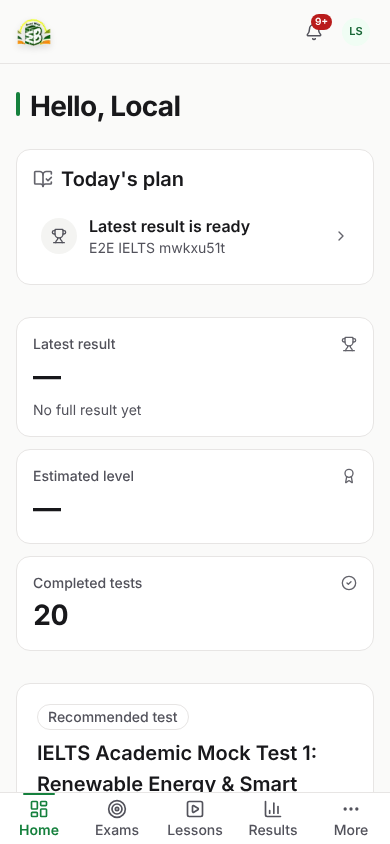 9+
LS
Hello, Local
Today's plan
Latest result is ready
E2E IELTS mwkxu51t
Latest result
—
No full result yet
Estimated level
—
Completed tests
20
Recommended test
IELTS Academic Mock Test 1:
Renewable Energy & Smart
Home
Exams
Lessons
Results
More